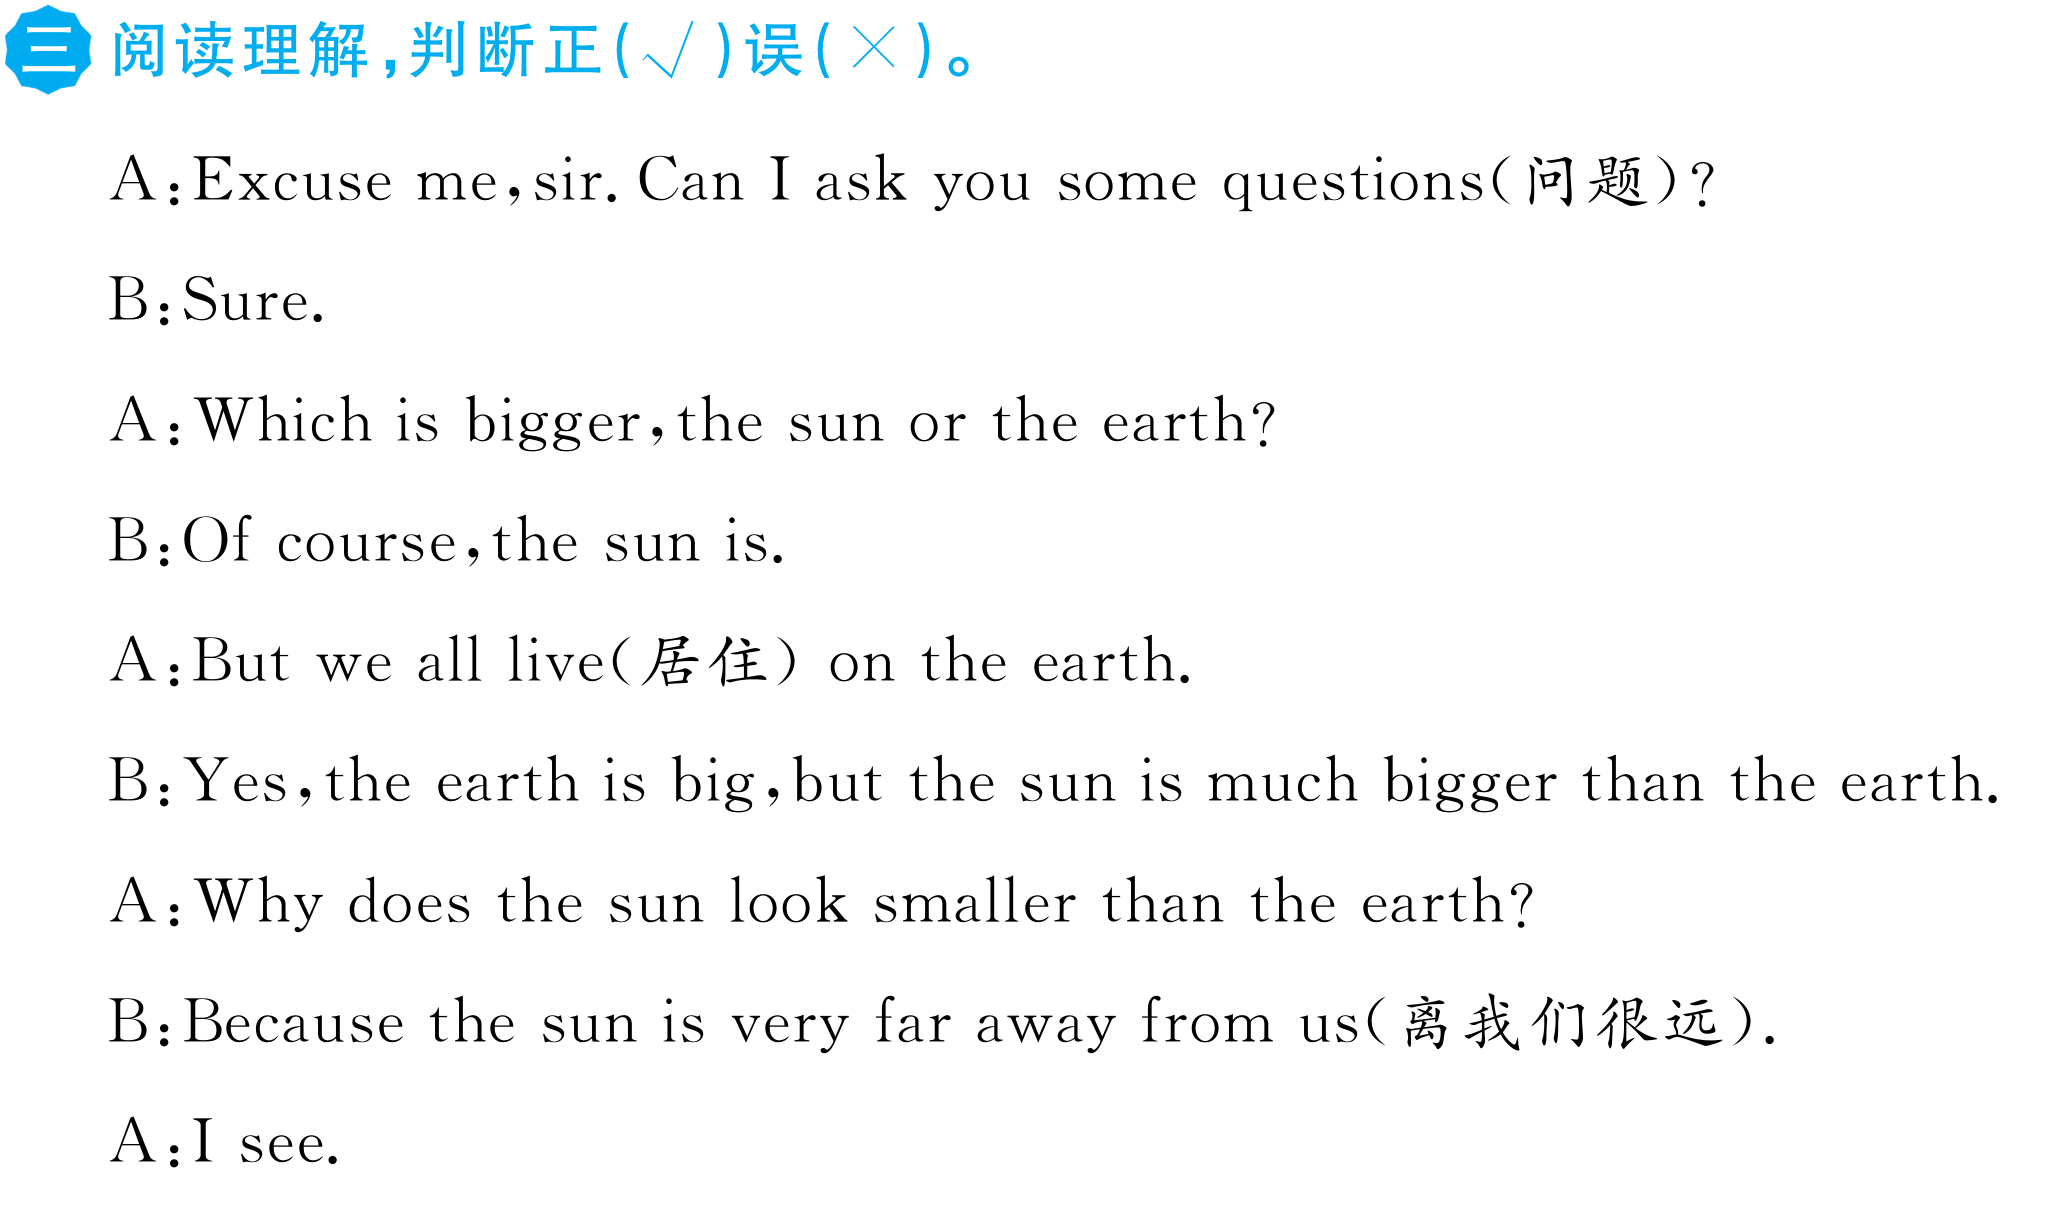 三 阅读理解,判断正(√)误(×)。
A:Excuse me,sir. Can I ask you some questions(问题)?
B:Sure.
A:Which is bigger,the sun or the earth?
B:Of course,the sun is.
A:But we all live(居住) on the earth.
B:Yes,the earth is big,but the sun is much bigger than the earth.
A:Why does the sun look smaller than the earth?
B:Because the sun is very far away from us(离我们很远).
A:I see.